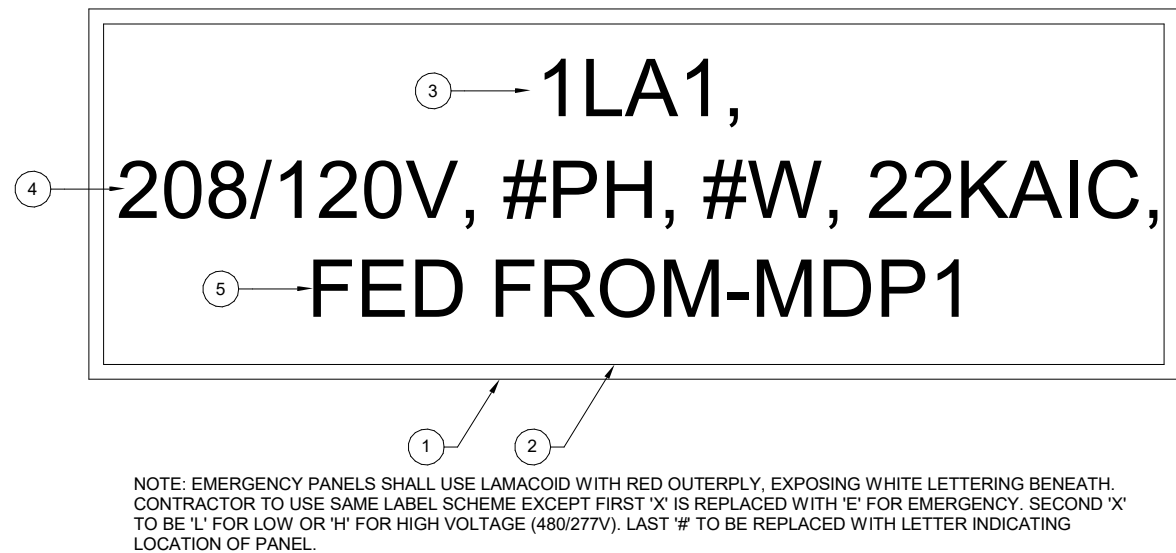 3
1LA1,
4
208/120V, #PH, #W, 22KAIC,
5
FED FROM-MDP1
1
2
NOTE: EMERGENCY PANELS SHALL USE LAMACOID WITH RED OUTERPLY, EXPOSING WHITE LETTERING BENEATH.
CONTRACTOR TO USE SAME LABEL SCHEME EXCEPT FIRST 'X' IS REPLACED WITH 'E' FOR EMERGENCY. SECOND 'X'
TO BE 'L' FOR LOW OR 'H' FOR HIGH VOLTAGE (480/277V). LAST '#' TO BE REPLACED WITH LETTER INDICATING
LOCATION OF PANEL.